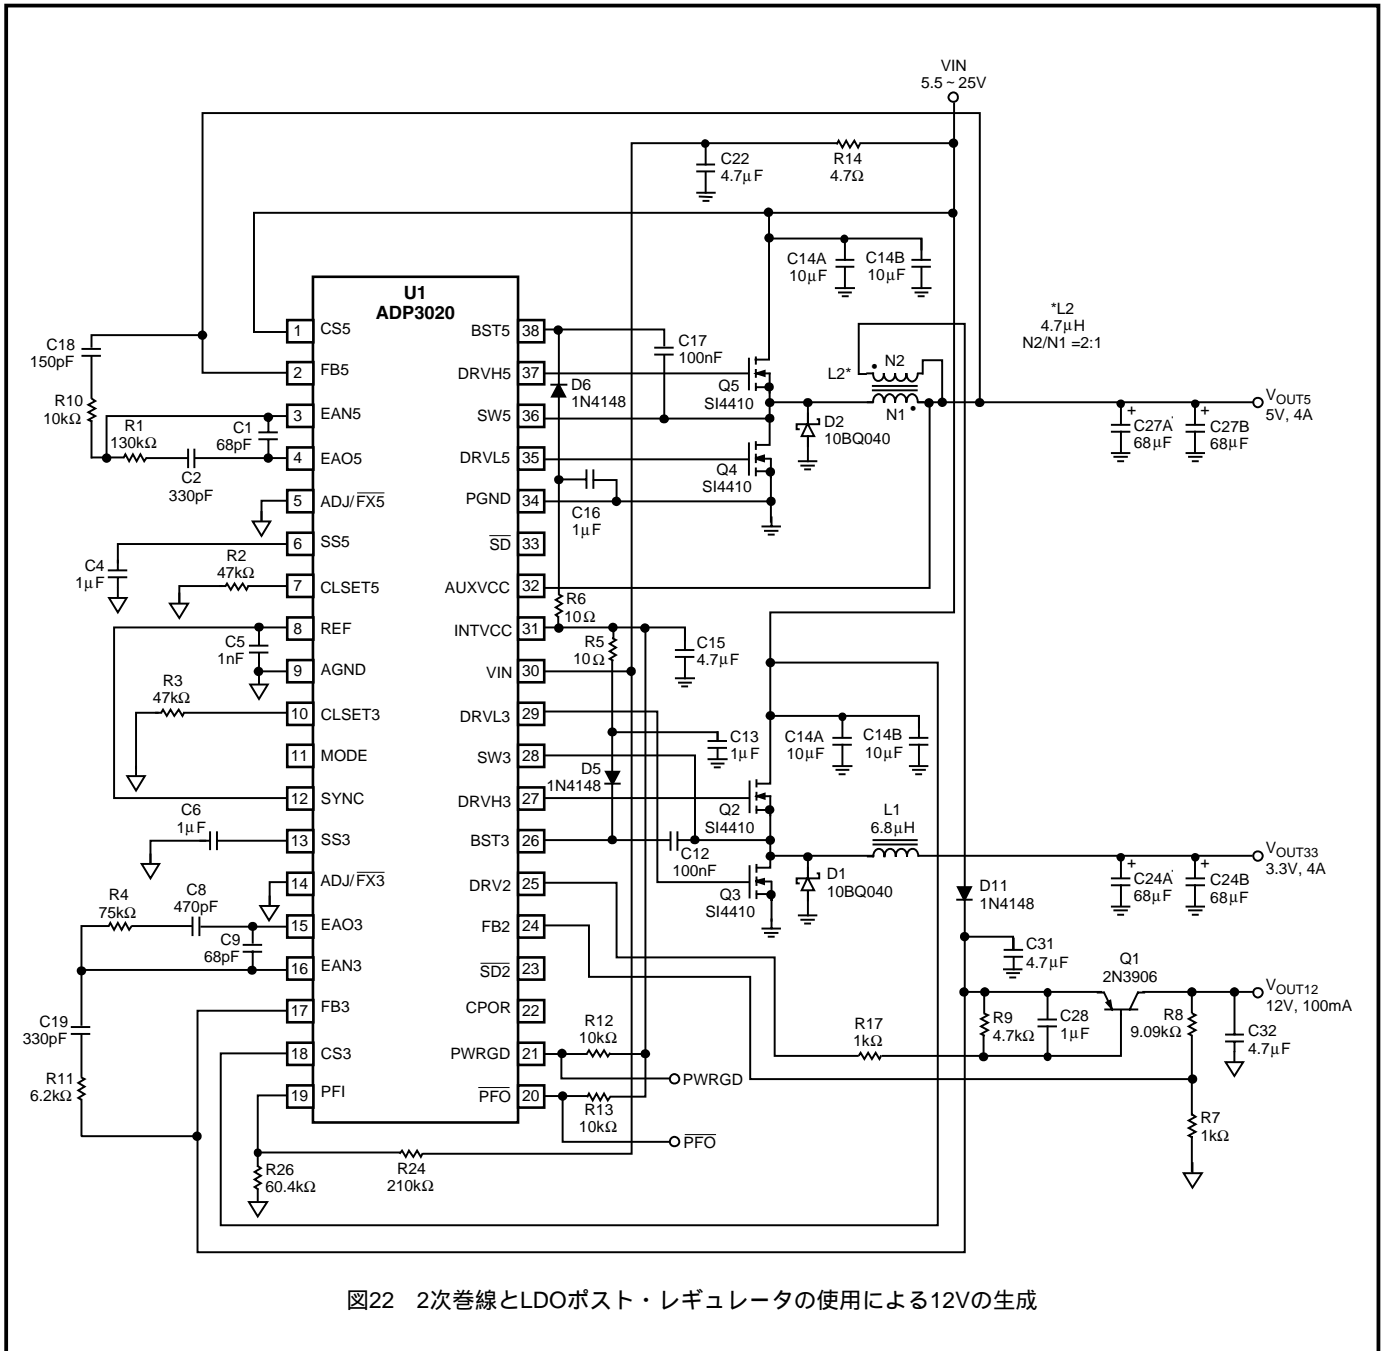 VIN
5.5 ~ 25V
C22
4.7μF
R14
4.7Ω
C14A
10μF
C14B
10μF
*L2
4.7μH
N2/N1 =2:1
U1
ADP3020
1 CS5
2 FB5
3 EAN5
4 EAO5
5 ADJ/FX5
6 SS5
7 CLSET5
8 REF
9 AGND
10 CLSET3
11 MODE
12 SYNC
13 SS3
14 ADJ/FX3
15 EAO3
16 EAN3
17 FB3
18 CS3
19 PFI
BST5 38
DRVH5 37
SW5 36
DRVL5 35
PGND 34
SD 33
AUXVCC 32
INTVCC 31
VIN 30
DRVL3 29
SW3 28
DRVH3 27
BST3 26
DRV2 25
FB2 24
SD2 23
CPOR 22
PWRGD 21
PFO 20
C18
150pF
R10
10kΩ
R1
130kΩ
C1
68pF
C2
330pF
C4
1μF
R2
47kΩ
C5
1nF
R3
47kΩ
C6
1μF
R4
75kΩ
C8
470pF
C9
68pF
C19
330pF
R11
6.2kΩ
R26
60.4kΩ
R24
210kΩ
C17
100nF
D6
1N4148
Q5
SI4410
Q4
SI4410
L2*
N2
N1
D2
10BQ040
C27A
68μF
C27B
68μF
VOUT5
5V, 4A
C16
1μF
R6
10Ω
R5
10Ω
C15
4.7μF
C13
1μF
D5
1N4148
C14A
10μF
C14B
10μF
Q2
SI4410
C12
100nF
Q3
SI4410
L1
6.8μH
D1
10BQ040
C24A
68μF
C24B
68μF
VOUT33
3.3V, 4A
D11
1N4148
C31
4.7μF
Q1
2N3906
VOUT12
12V, 100mA
R9
4.7kΩ
C28
1μF
R8
9.09kΩ
C32
4.7μF
R17
1kΩ
R7
1kΩ
R12
10kΩ
PWRGD
R13
10kΩ
PFO
図22 2次巻線とLDOポスト・レギュレータの使用による12Vの生成